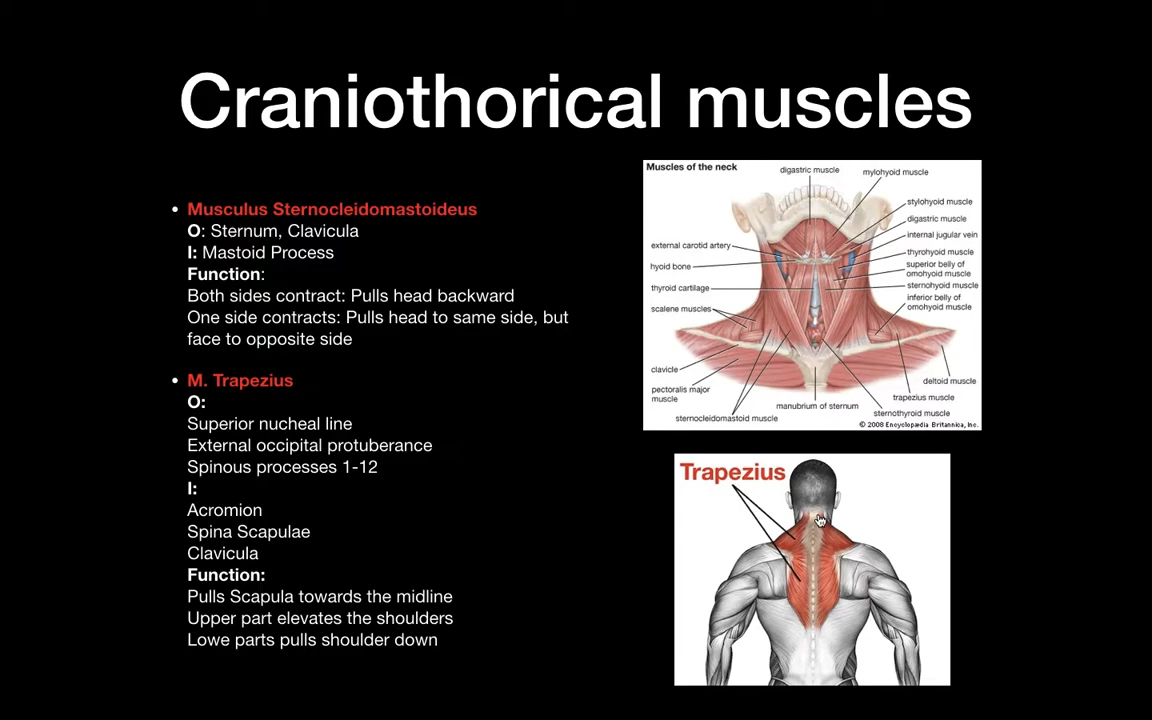 Craniothorical muscles
• Musculus Sternocleidomastoideus
O: Sternum, Clavicula
I: Mastoid Process
Function:
Both sides contract: Pulls head backward
One side contracts: Pulls head to same side, but
face to opposite side
• M. Trapezius
O:
Superior nucheal line
External occipital protuberance
Spinous processes 1-12
I:
Acromion
Spina Scapulae
Clavicula
Function:
Pulls Scapula towards the midline
Upper part elevates the shoulders
Lowe parts pulls shoulder down
Muscles of the neck
digastric muscle
mylohyoid muscle
stylohyoid muscle
digastric muscle
internal jugular vein
thyrohyoid muscle
superior belly of
omohyoid muscle
sternohyoid muscle
inferior belly of
omohyoid muscle
external carotid artery
hyoid bone
thyroid cartilage
scalene muscles
clavicle
pectoralis major
muscle
sternocleidomastoid muscle
manubrium of sternum
deltoid muscle
trapezius muscle
sternothyroid muscle
© 2008 Encyclopædia Britannica, Inc.
Trapezius